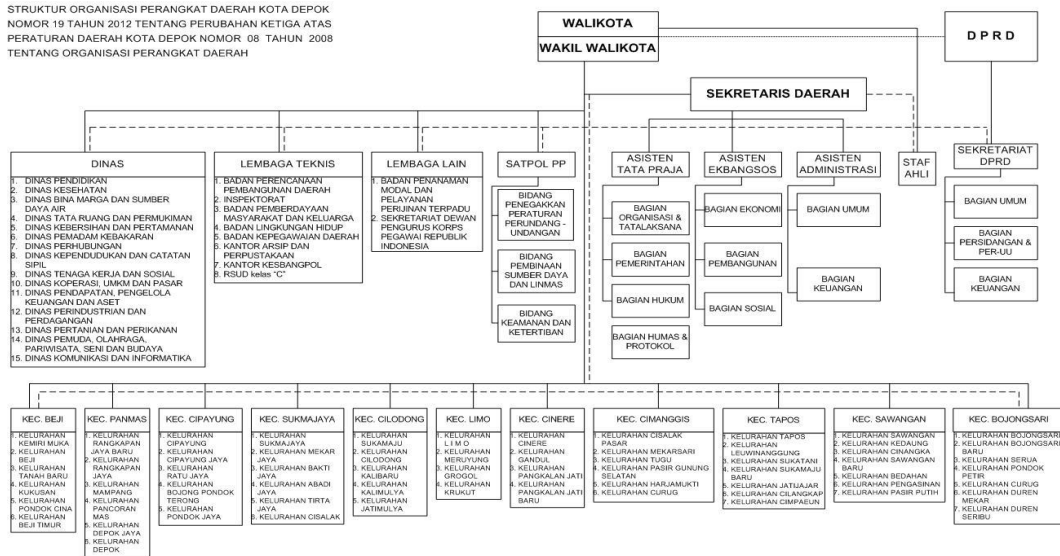 STRUKTUR ORGANISASI PERANGKAT DAERAH KOTA DEPOK
NOMOR 19 TAHUN 2012 TENTANG PERUBAHAN KETIGA ATAS
PERATURAN DAERAH KOTA DEPOK NOMOR 08 TAHUN 2008
TENTANG ORGANISASI PERANGKAT DAERAH
WALIKOTA
WAKIL WALIKOTA
D P R D
SEKRETARIS DAERAH
DINAS
1. DINAS PENDIDIKAN
2. DINAS KESEHATAN
3. DINAS BINA MARGA DAN SUMBER
DAYA AIR
4. DINAS TATA RUANG DAN PERMUKIMAN
5. DINAS KEBERSIHAN DAN PERTAMANAN
6. DINAS PEMADAM KEBAKARAN
7. DINAS PERHUBUNGAN
8. DINAS KEPENDUDUKAN DAN CATATAN
SIPIL
9. DINAS TENAGA KERJA DAN SOSIAL
10. DINAS KOPERASI, UMKM DAN PASAR
11. DINAS PENDAPATAN, PENGELOLA
KEUANGAN DAN ASET
12. DINAS PERINDUSTRIAN DAN
PERDAGANGAN
13. DINAS PERTANIAN DAN PERIKANAN
14. DINAS PEMUDA, OLAHRAGA,
PARIWISATA, SENI DAN BUDAYA
15. DINAS KOMUNIKASI DAN INFORMATIKA
LEMBAGA TEKNIS
1. BADAN PERENCANAAN
PEMBANGUNAN DAERAH
2. INSPEKTORAT
3. BADAN PEMBERDAYAAN
MASYARAKAT DAN KELUARGA
4. BADAN LINGKUNGAN HIDUP
5. BADAN KEPEGAWAIAN DAERAH
6. KANTOR ARSIP DAN
PERPUSTAKAAN
7. KANTOR KESBANGPOL
8. RSUD kelas "C"
LEMBAGA LAIN
1. BADAN PENANAMAN
MODAL DAN
PELAYANAN
PERIJINAN TERPADU
2. SEKRETARIAT DEWAN
PENGURUS KORPS
PEGAWAI REPUBLIK
INDONESIA
SATPOL PP
BIDANG
PENEGAKKAN
PERATURAN
PERUNDANG -
UNDANGAN
BIDANG
PEMBINAAN
SUMBER DAYA
DAN LINMAS
BIDANG
KEAMANAN DAN
KETERTIBAN
ASISTEN
TATA PRAJA
BAGIAN
ORGANISASI &
TATALAKSANA
BAGIAN
PEMERINTAHAN
BAGIAN HUKUM
BAGIAN HUMAS &
PROTOKOL
ASISTEN
EKBANGSOS
BAGIAN EKONOMI
BAGIAN
PEMBANGUNAN
BAGIAN SOSIAL
ASISTEN
ADMINISTRASI
BAGIAN UMUM
BAGIAN
KEUANGAN
STAF
AHLI
SEKRETARIAT
DPRD
BAGIAN UMUM
BAGIAN
PERSIDANGAN &
PER-UU
BAGIAN
KEUANGAN
KEC. BEJI
1. KELURAHAN
KEMIRI MUKA
2. KELURAHAN
BEJI
3. KELURAHAN
TANAH BARU
4. KELURAHAN
KUKUSAN
5. KELURAHAN
PONDOK CINA
6. KELURAHAN
BEJI TIMUR
KEC. PANMAS
1. KELURAHAN
RANGKAPAN
JAYA BARU
2. KELURAHAN
RANGKAPAN
JAYA
3. KELURAHAN
MAMPANG
4. KELURAHAN
PANCORAN
MAS
5. KELURAHAN
DEPOK JAYA
6. KELURAHAN
DEPOK
KEC. CIPAYUNG
1. KELURAHAN
CIPAYUNG
2. KELURAHAN
CIPAYUNG JAYA
3. KELURAHAN
RATU JAYA
4. KELURAHAN
BOJONG PONDOK
TERONG
5. KELURAHAN
PONDOK JAYA
KEC. SUKMAJAYA
1. KELURAHAN
SUKMAJAYA
2. KELURAHAN MEKAR
JAYA
3. KELURAHAN BAKTI
JAYA
4. KELURAHAN ABADI
JAYA
5. KELURAHAN TIRTA
JAYA
6. KELURAHAN CISALAK
KEC. CILODONG
1. KELURAHAN
SUKAMAJU
2. KELURAHAN
CILODONG
3. KELURAHAN
KALIBARU
4. KELURAHAN
KALIMULYA
5. KELURAHAN
JATIMULYA
KEC. LIMO
1. KELURAHAN
L I M O
2. KELURAHAN
MERUYUNG
3. KELURAHAN
GROGOL
4. KELURAHAN
KRUKUT
KEC. CINERE
1. KELURAHAN
CINERE
2. KELURAHAN
GANDUL
3. KELURAHAN
PANGKALAN JATI
4. KELURAHAN
PANGKALAN JATI
BARU
KEC. CIMANGGIS
1. KELURAHAN CISALAK
PASAR
2. KELURAHAN MEKARSARI
3. KELURAHAN TUGU
4. KELURAHAN PASIR GUNUNG
SELATAN
5. KELURAHAN HARJAMUKTI
6. KELURAHAN CURUG
KEC. TAPOS
1. KELURAHAN TAPOS
2. KELURAHAN
LEUWINANGGUNG
3. KELURAHAN SUKATANI
4. KELURAHAN SUKAMAJU
BARU
5. KELURAHAN JATIJAJAR
6. KELURAHAN CILANGKAP
7. KELURAHAN CIMPAEUN
KEC. SAWANGAN
1. KELURAHAN SAWANGAN
2. KELURAHAN KEDAUNG
3. KELURAHAN CINANGKA
4. KELURAHAN SAWANGAN
BARU
5. KELURAHAN BEDAHAN
6. KELURAHAN PENGASINAN
7. KELURAHAN PASIR PUTIH
KEC. BOJONGSARI
1. KELURAHAN BOJONGSARI
2. KELURAHAN BOJONGSARI
BARU
3. KELURAHAN SERUA
4. KELURAHAN PONDOK
PETIR
5. KELURAHAN CURUG
6. KELURAHAN DUREN
MEKAR
7. KELURAHAN DUREN
SERIBU